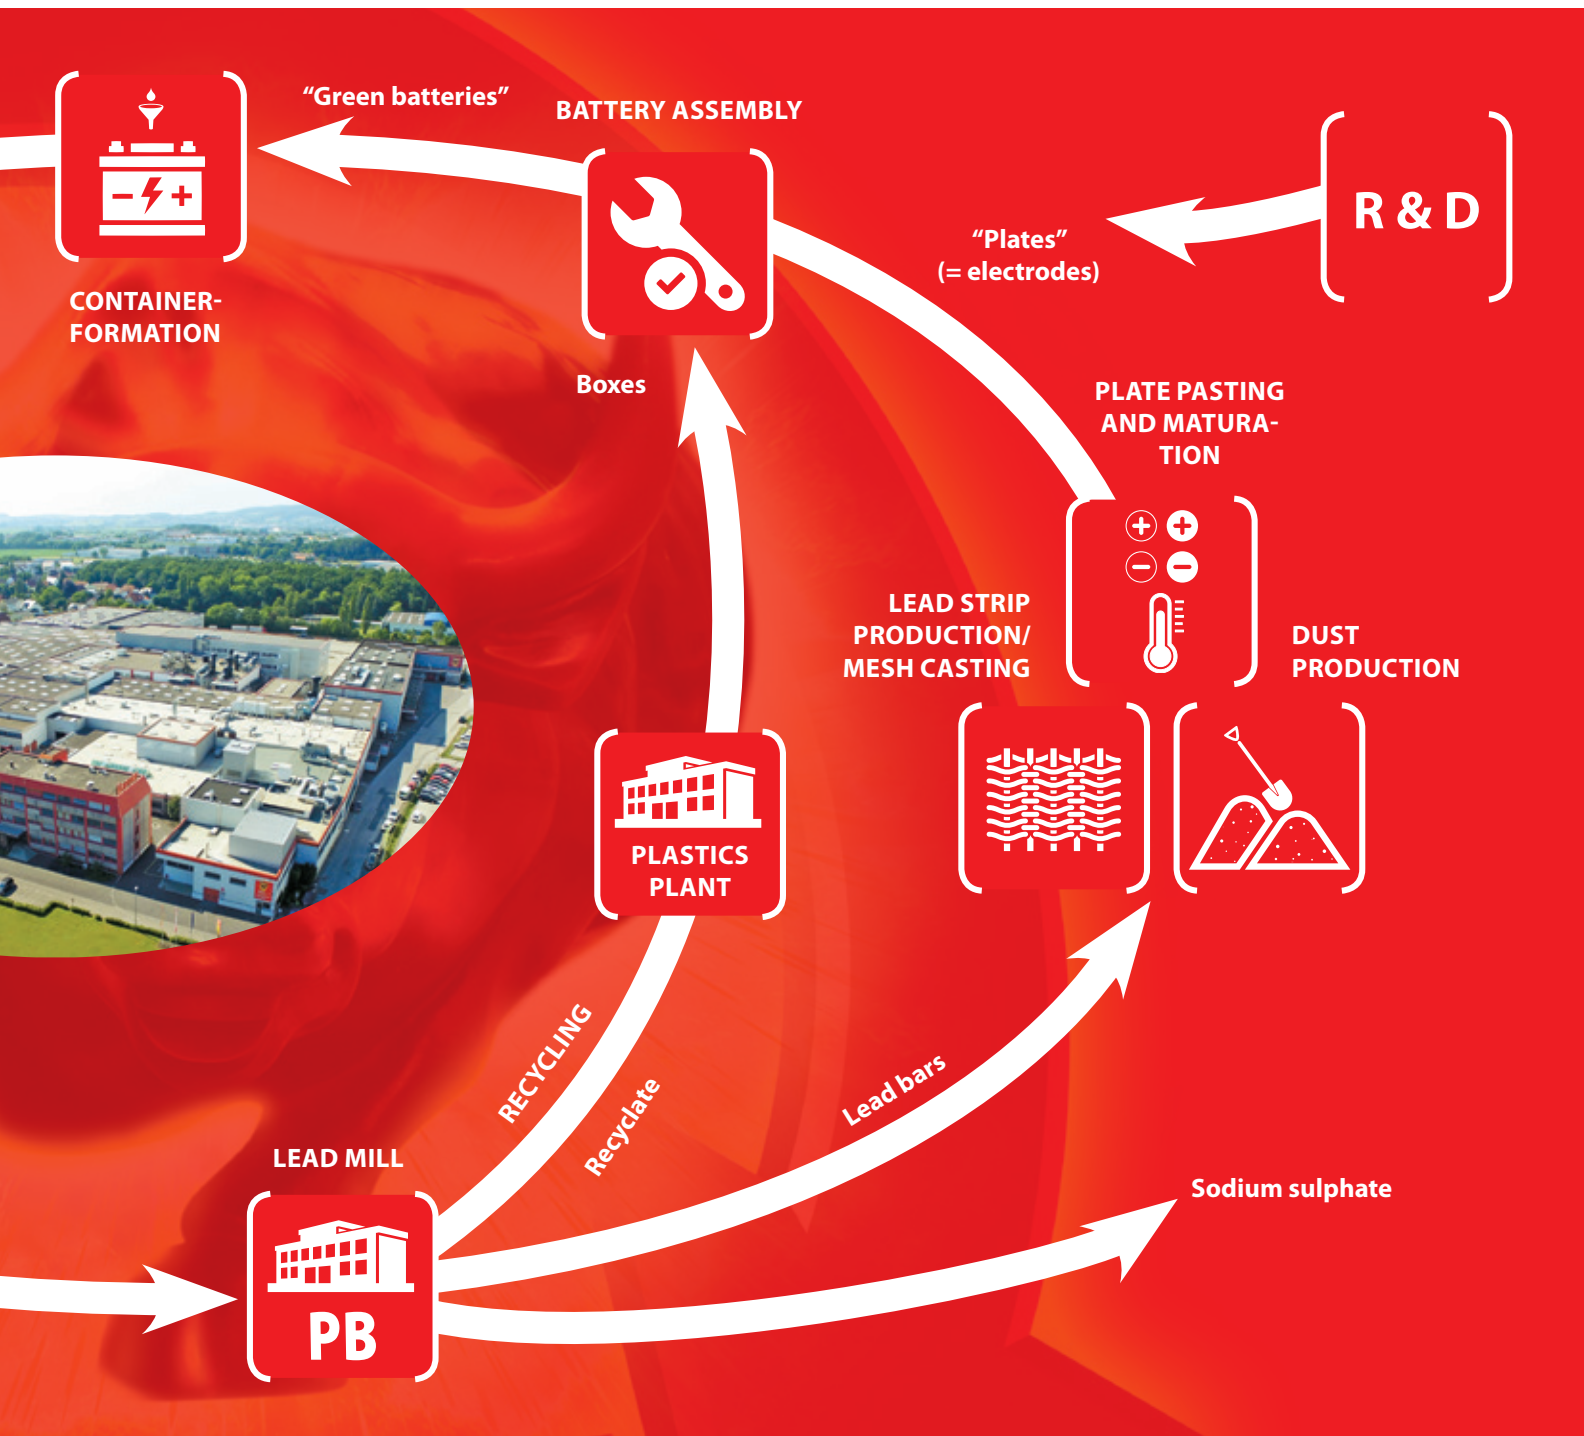 “Green batteries”
BATTERY ASSEMBLY
R & D
“Plates”
(= electrodes)
CONTAINER-
FORMATION
Boxes
PLATE PASTING
AND MATURA-
TION
LEAD STRIP
PRODUCTION/
MESH CASTING
DUST
PRODUCTION
PLASTICS
PLANT
RECYCLING
Recyclate
Lead bars
LEAD MILL
PB
Sodium sulphate